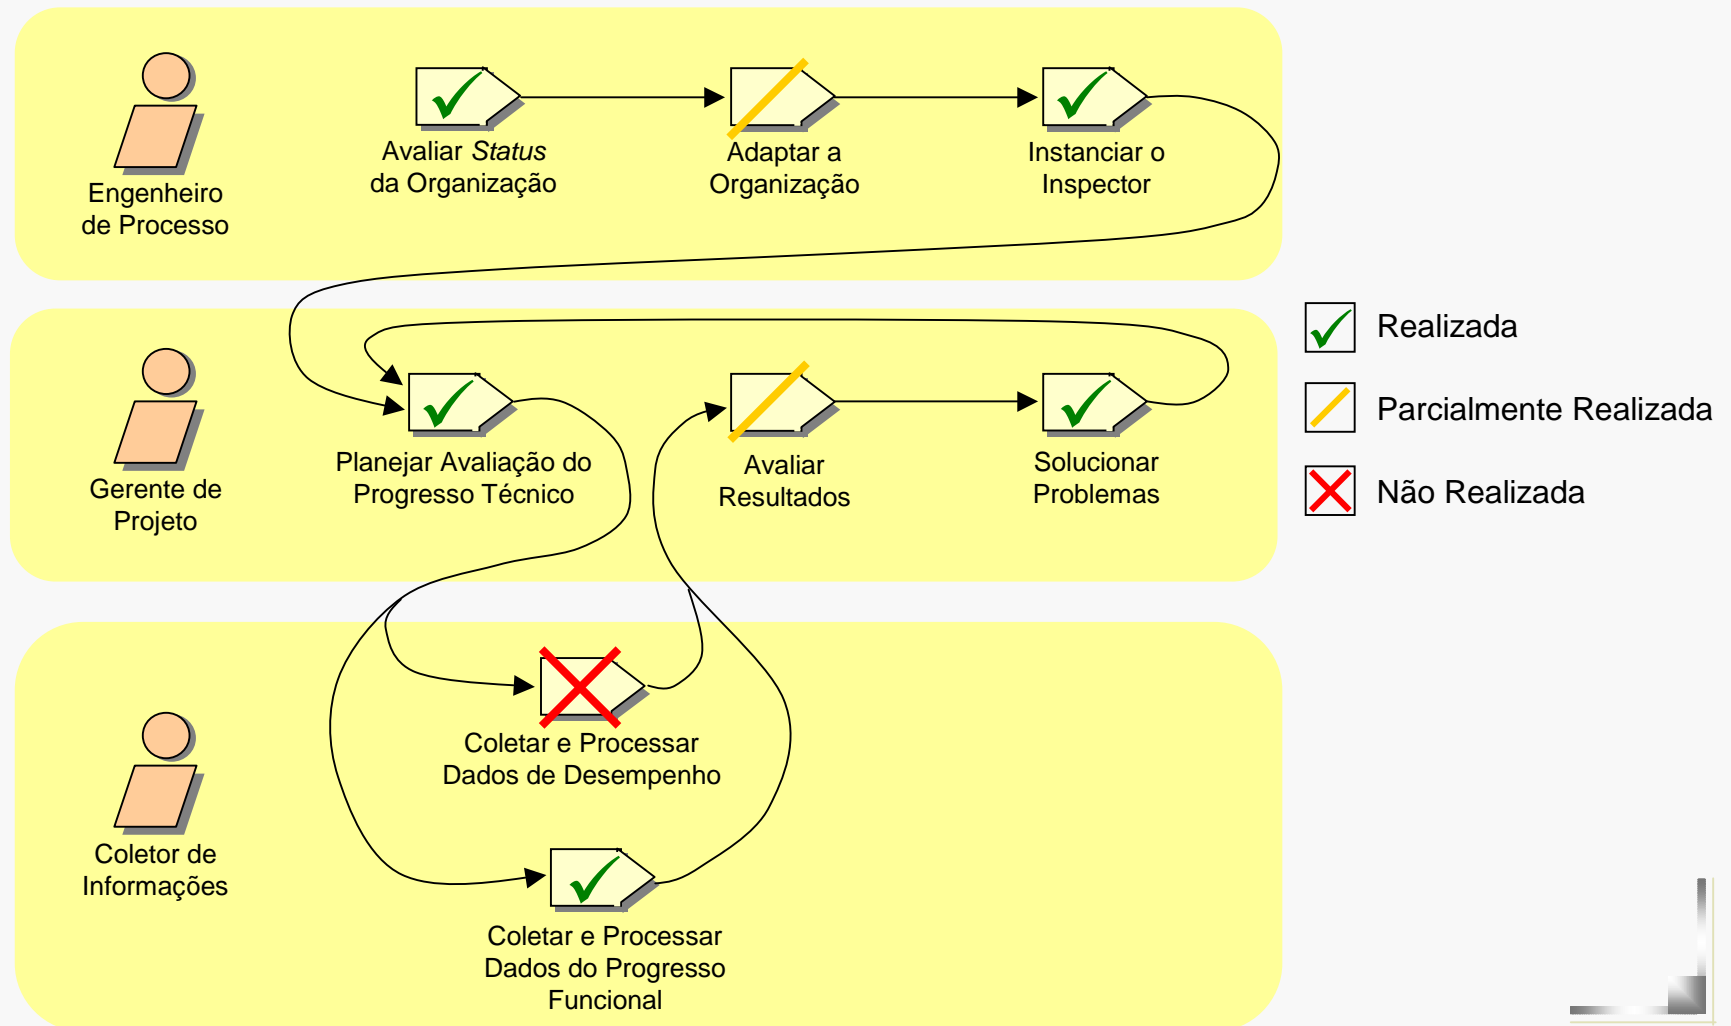 Engenheiro
de Processo
Avaliar Status
da Organização
Adaptar a
Organização
Instanciar o
Inspector
Gerente de
Projeto
Planejar Avaliação do
Progresso Técnico
Avaliar
Resultados
Solucionar
Problemas
Realizada
Parcialmente Realizada
Não Realizada
Coletor de
Informações
Coletar e Processar
Dados de Desempenho
Coletar e Processar
Dados do Progresso
Funcional